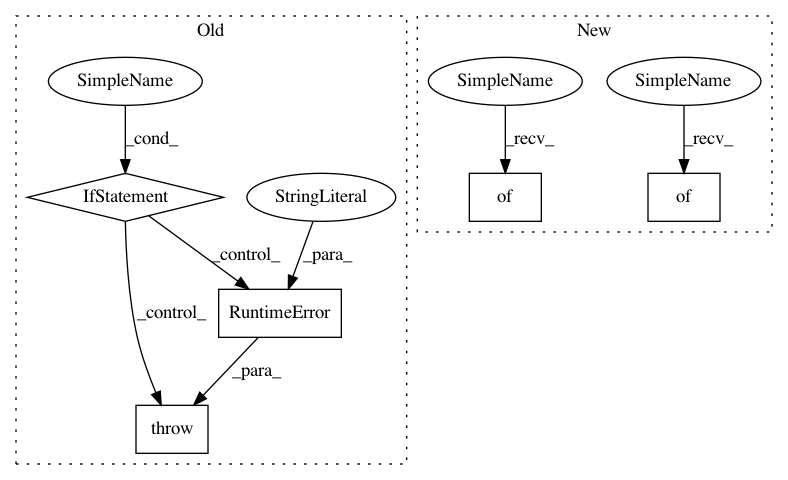 Old
New
SimpleName
SimpleName
SimpleName
_cond_
_recv_
_recv_
IfStatement
StringLiteral
of
of
_control_
_para_
_control_
RuntimeError
_para_
throw